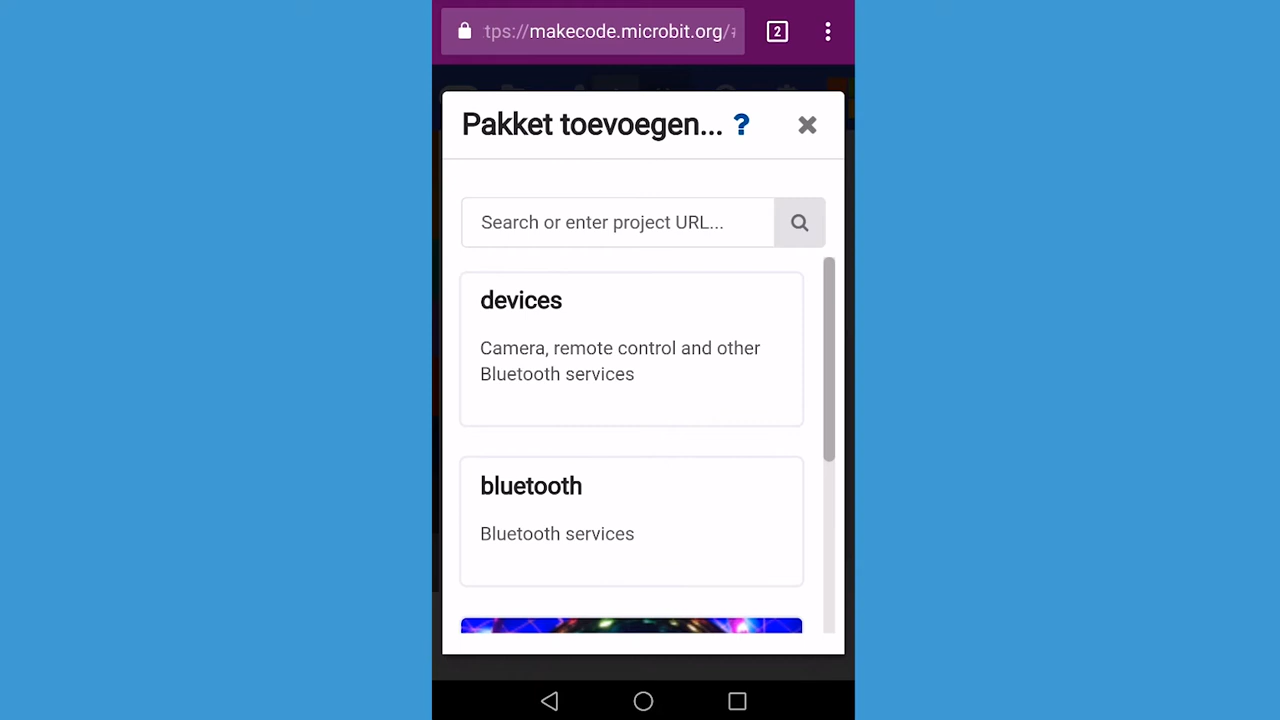 tps://makecode.microbit.org/
2
Pakket toevoegen... ?
Search or enter project URL...
devices
Camera, remote control and other
Bluetooth services
bluetooth
Bluetooth services